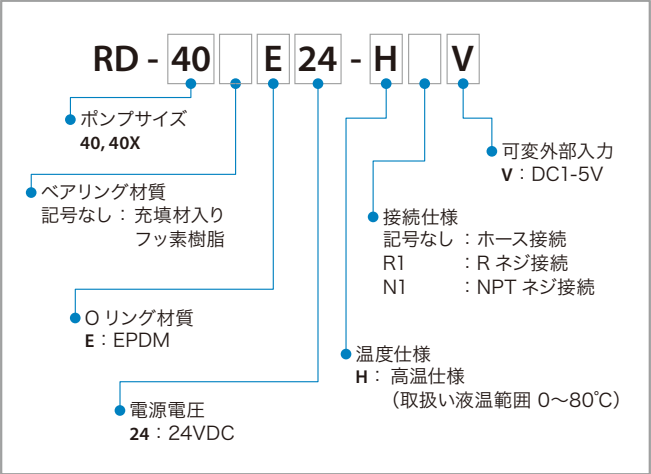 RD - 40 E 24 - H V
ポンプサイズ
40, 40X
可変外部入力
V：DC1-5V
ベアリング材質
記号なし：充填材入り
フッ素樹脂
接続仕様
記号なし：ホース接続
R1：R ネジ接続
N1：NPT ネジ接続
O リング材質
E：EPDM
温度仕様
H：高温仕様
（取扱い液温範囲 0～80℃）
電源電圧
24：24VDC